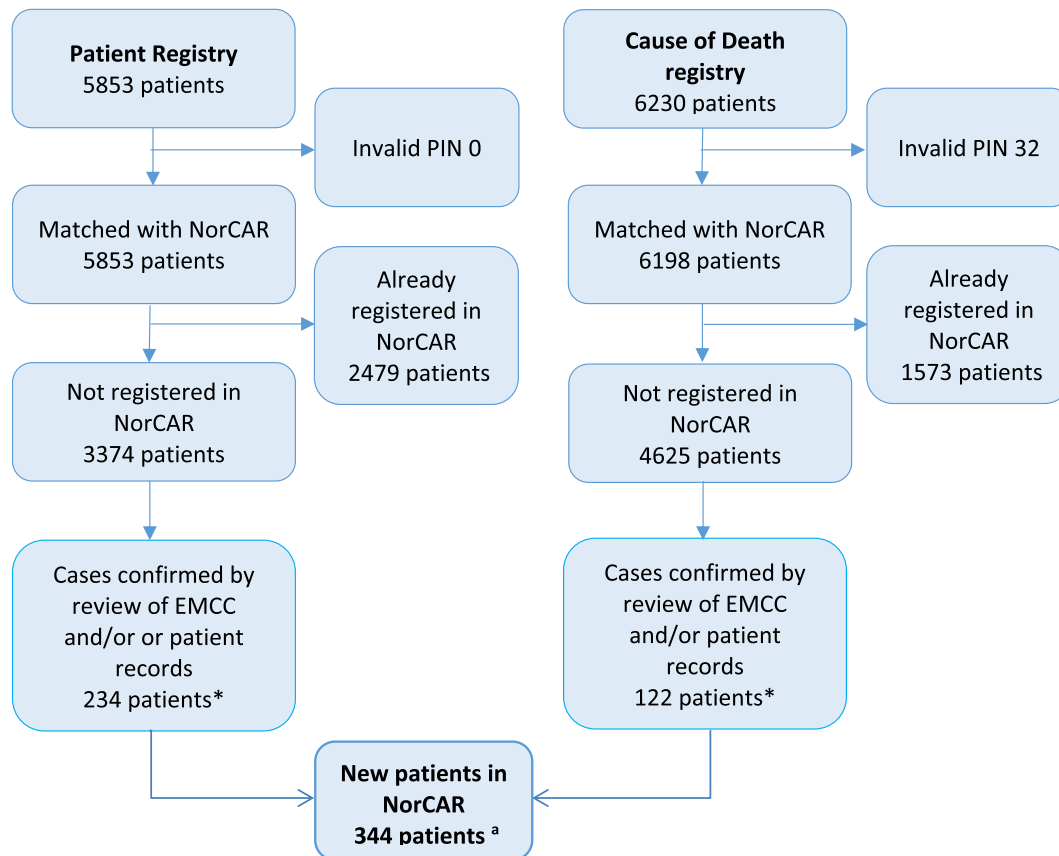 Patient Registry
5853 patients
Cause of Death
registry
6230 patients
Invalid PIN 0
Invalid PIN 32
Matched with NorCAR
5853 patients
Matched with NorCAR
6198 patients
Already
registered in
NorCAR
2479 patients
Already
registered in
NorCAR
1573 patients
Not registered in
NorCAR
3374 patients
Not registered in
NorCAR
4625 patients
Cases confirmed by
review of EMCC
and/or or patient
records
234 patients*
Cases confirmed by
review of EMCC
and/or patient
records
122 patients*
New patients in
NorCAR
344 patients ª